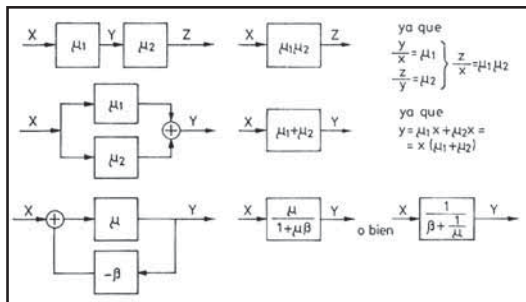 X μ₁ Y μ₂ Z
X μ₁μ₂ Z
ya que
y/x = μ₁
z/y = μ₂
z/x = μ₁μ₂
X μ₁ μ₂ + Y
X μ₁+μ₂ Y
ya que
y = μ₁x + μ₂x =
= x (μ₁+μ₂)
X + μ Y
-β
X μ/1+μβ Y
o bien
X 1/β+1/μ Y